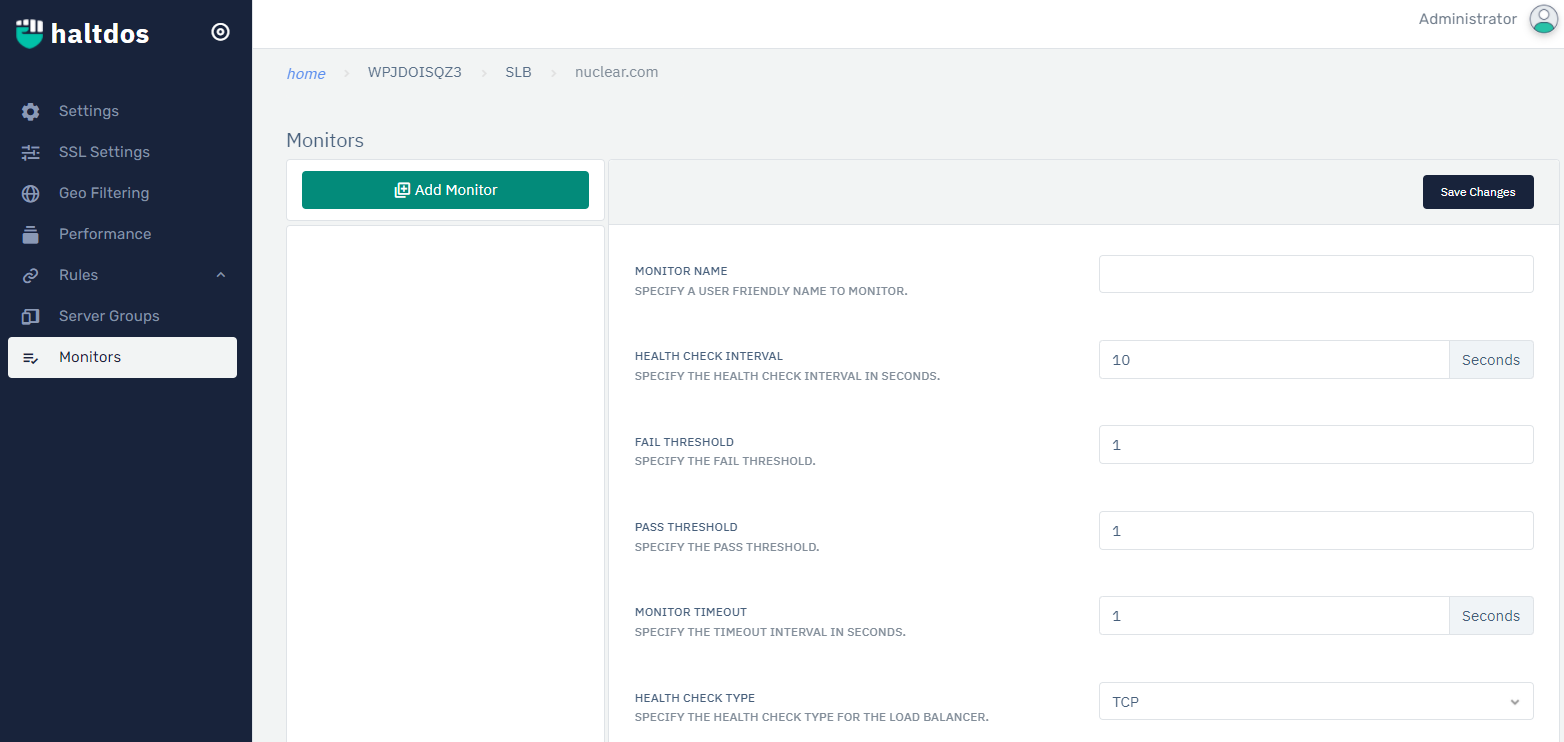 haltdos
Administrator
home > WPJDOISQZ3 > SLB > nuclear.com
Settings
SSL Settings
Geo Filtering
Performance
Rules
Server Groups
Monitors
Monitors
Add Monitor
Save Changes
MONITOR NAME
SPECIFY A USER FRIENDLY NAME TO MONITOR.
HEALTH CHECK INTERVAL
SPECIFY THE HEALTH CHECK INTERVAL IN SECONDS.
10 Seconds
FAIL THRESHOLD
SPECIFY THE FAIL THRESHOLD.
1
PASS THRESHOLD
SPECIFY THE PASS THRESHOLD.
1
MONITOR TIMEOUT
SPECIFY THE TIMEOUT INTERVAL IN SECONDS.
1 Seconds
HEALTH CHECK TYPE
SPECIFY THE HEALTH CHECK TYPE FOR THE LOAD BALANCER.
TCP